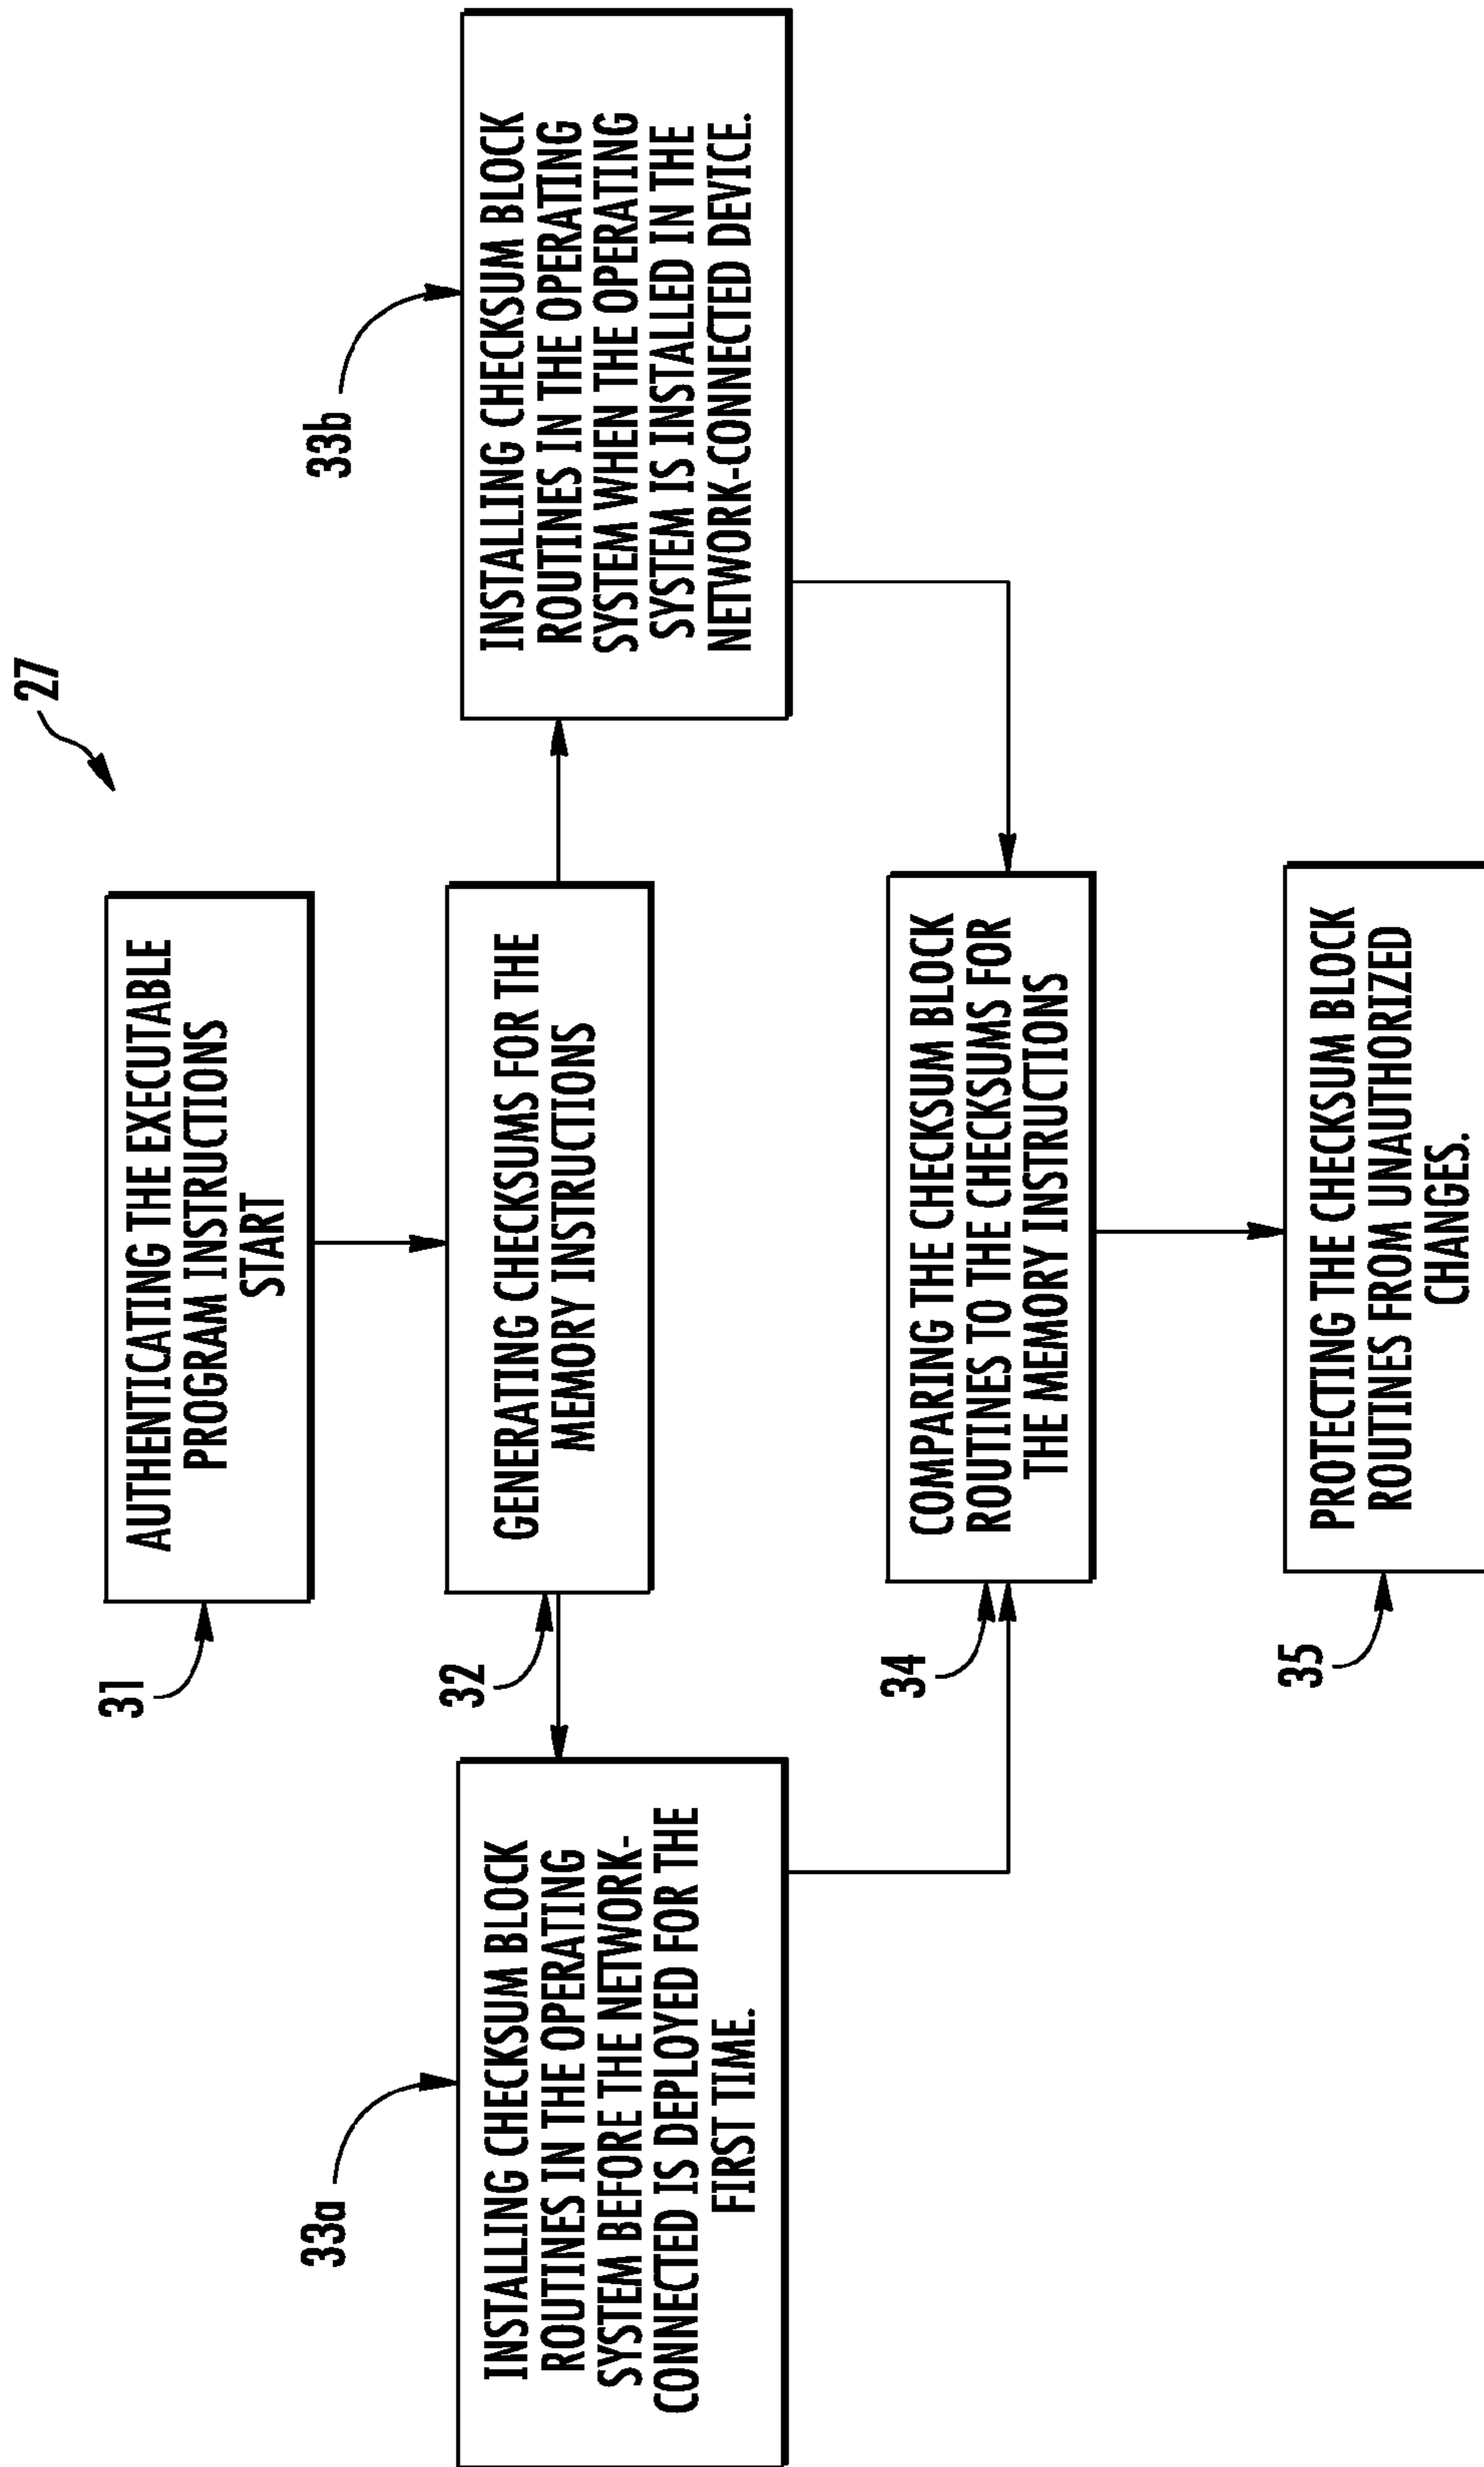 27
31
AUTHENTICATING THE EXECUTABLE
PROGRAM INSTRUCTIONS
START
32
GENERATING CHECKSUMS FOR THE
MEMORY INSTRUCTIONS
33a
INSTALLING CHECKSUM BLOCK
ROUTINES IN THE OPERATING
SYSTEM BEFORE THE NETWORK-
CONNECTED IS DEPLOYED FOR THE
FIRST TIME.
33b
INSTALLING CHECKSUM BLOCK
ROUTINES IN THE OPERATING
SYSTEM WHEN THE OPERATING
SYSTEM IS INSTALLED IN THE
NETWORK-CONNECTED DEVICE.
34
COMPARING THE CHECKSUM BLOCK
ROUTINES TO THE CHECKSUMS FOR
THE MEMORY INSTRUCTIONS
35
PROTECTING THE CHECKSUM BLOCK
ROUTINES FROM UNAUTHORIZED
CHANGES.